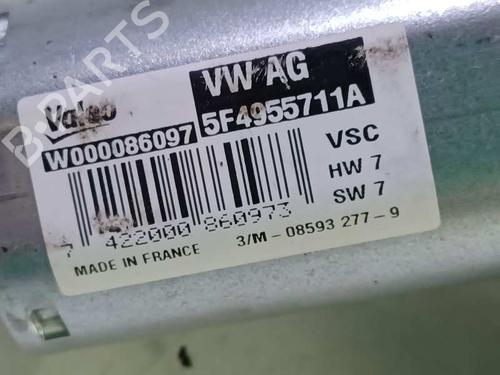 B-PARTS
Valeo
VW AG
W000086097
5F4955711A
VSC
HW 7
SW 7
7 422000 860973
3/M - 08593 277-9
MADE IN FRANCE